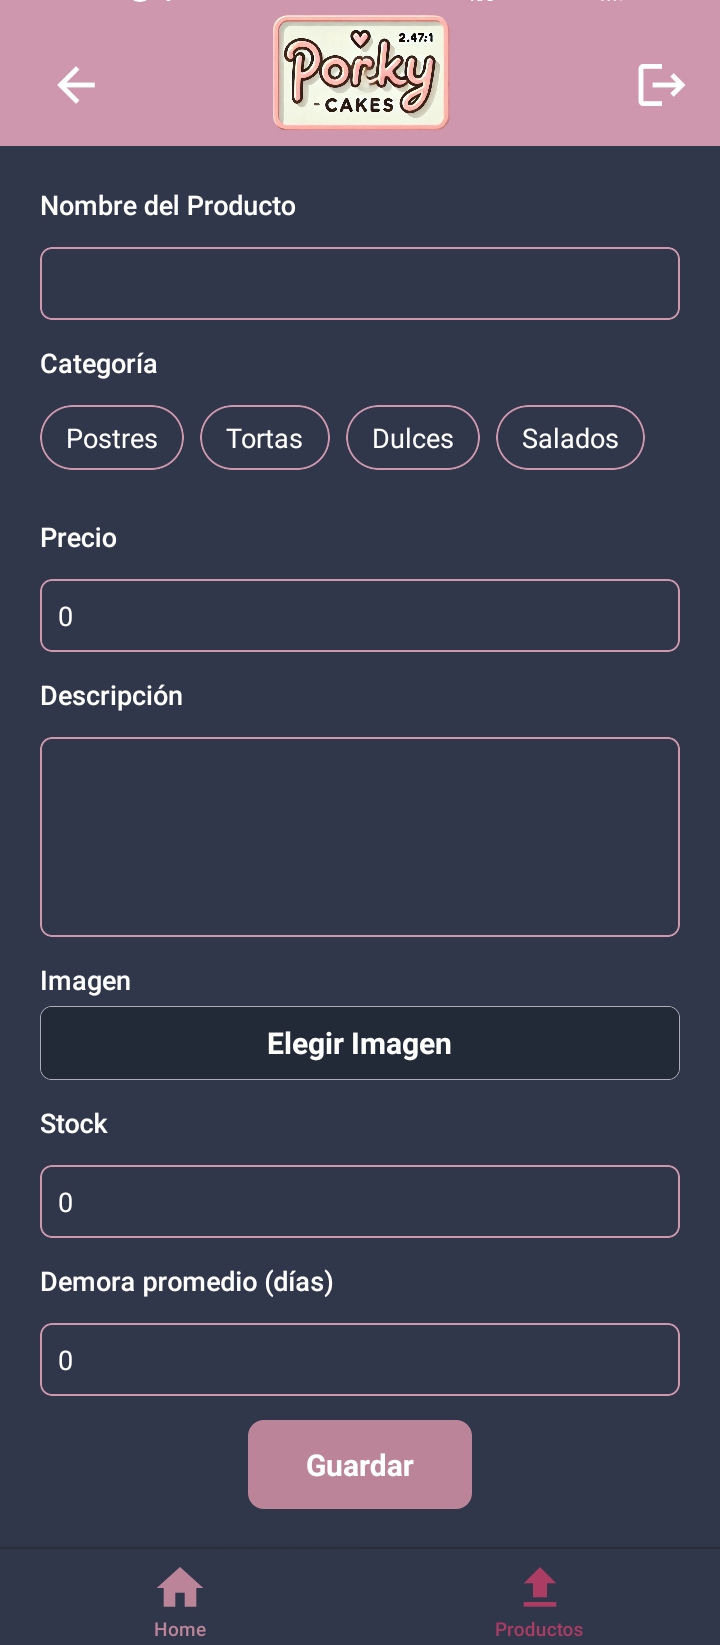 2.47:1
Porky
- CAKES
Nombre del Producto
Categoría
Postres Tortas Dulces Salados
Precio
0
Descripción
Imagen
Elegir Imagen
Stock
0
Demora promedio (días)
0
Guardar
Home Productos